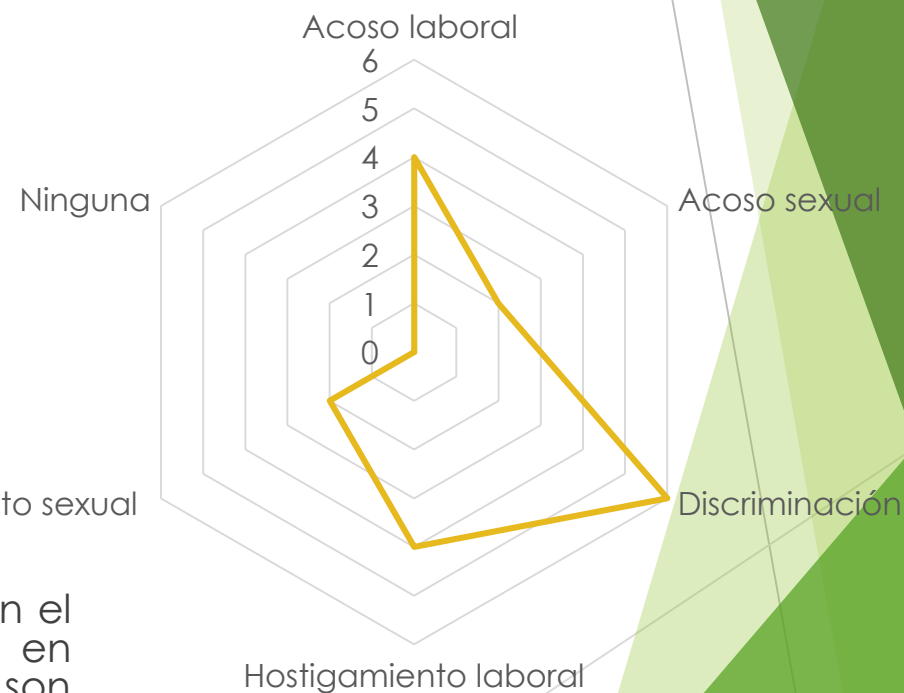 Acoso laboral
6
5
4
3
2
1
0
Ninguna
Acoso sexual
to sexual
Discriminación
n el
en
son
Hostigamiento laboral